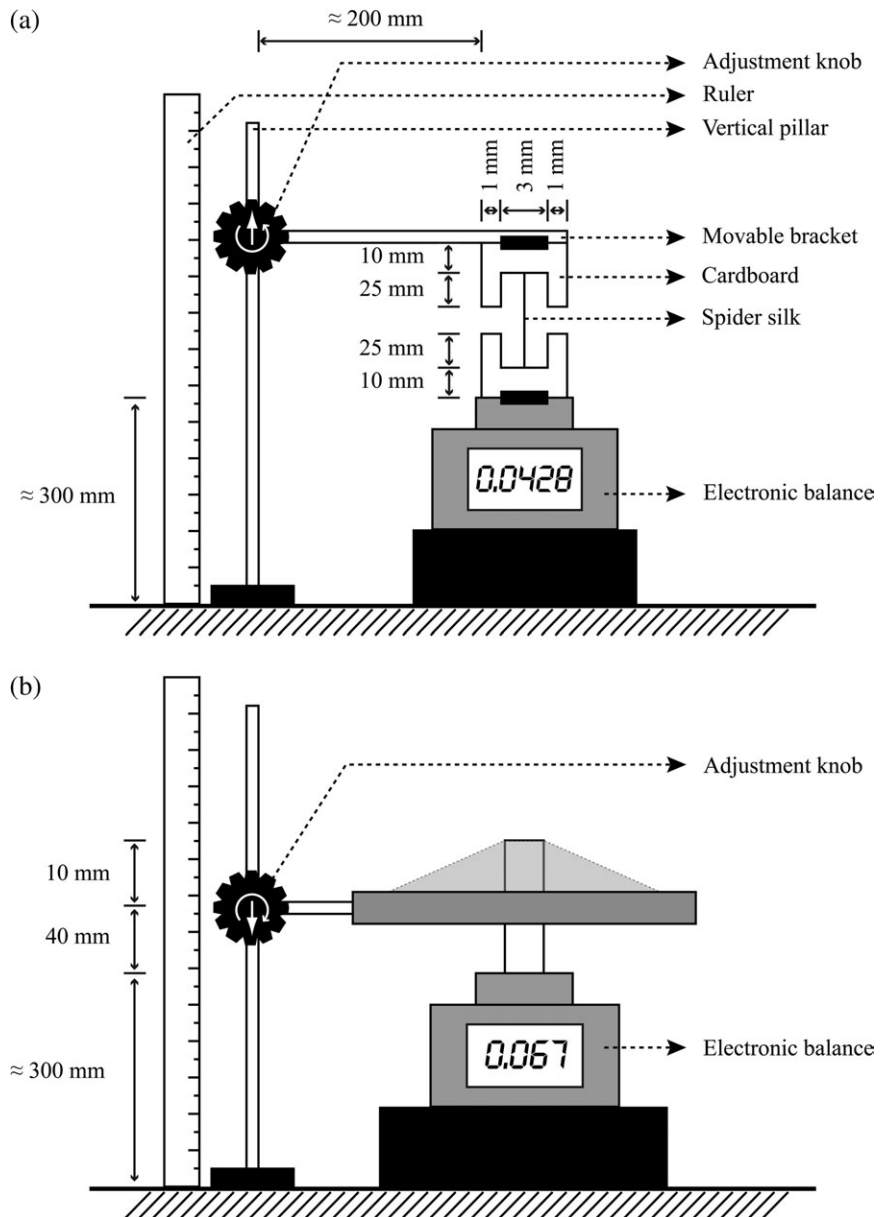 (a)
≈ 200 mm
Adjustment knob
Ruler
Vertical pillar
1 mm
3 mm
1 mm
Movable bracket
10 mm
Cardboard
25 mm
Spider silk
25 mm
10 mm
0.0428
≈ 300 mm
Electronic balance
(b)
Adjustment knob
10 mm
40 mm
0.067
Electronic balance
≈ 300 mm